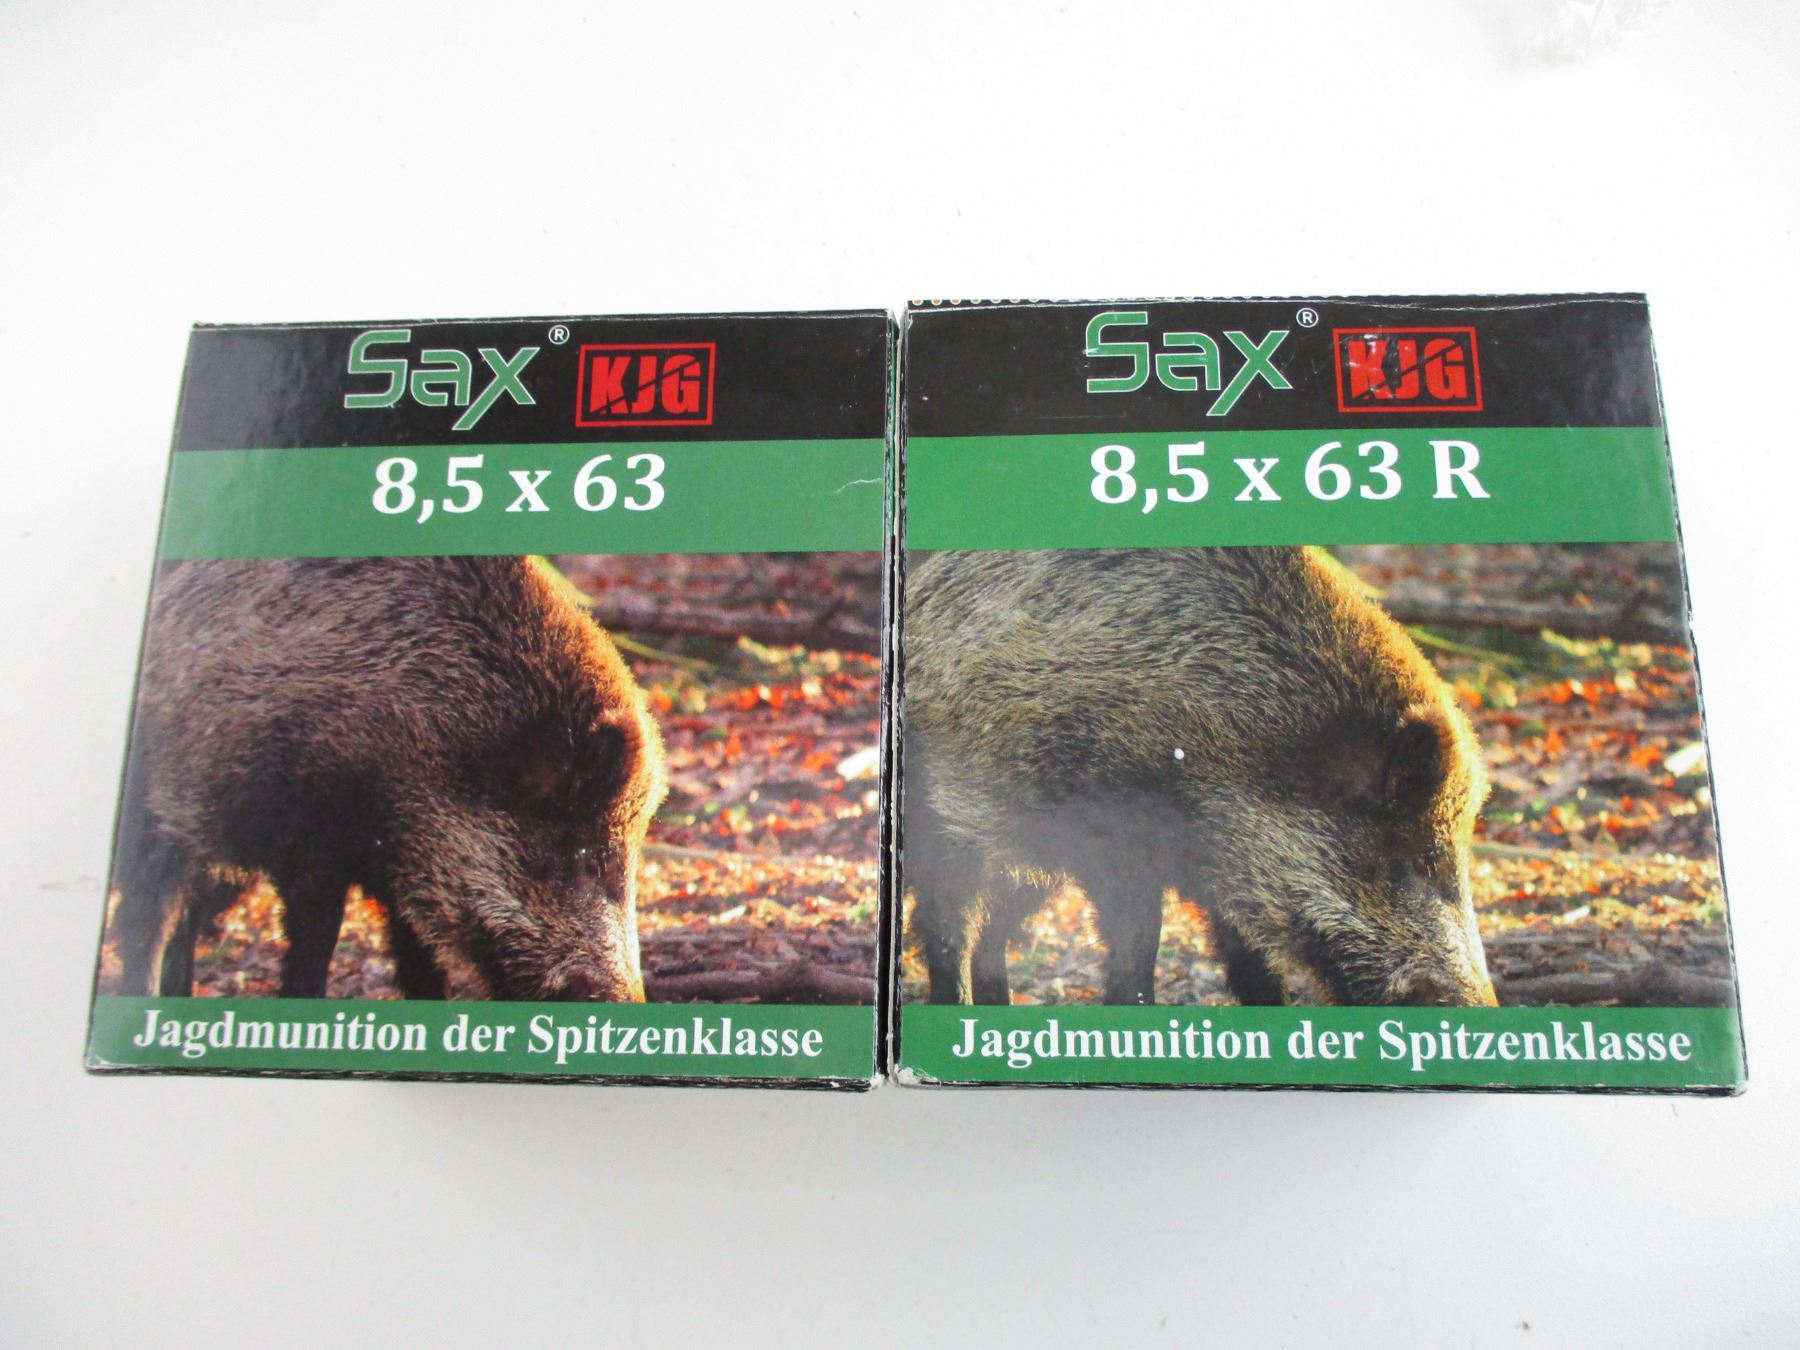 Sax® KJG
8,5 x 63
Jagdmunition der Spitzenklasse
Sax® KJG
8,5 x 63 R
Jagdmunition der Spitzenklasse